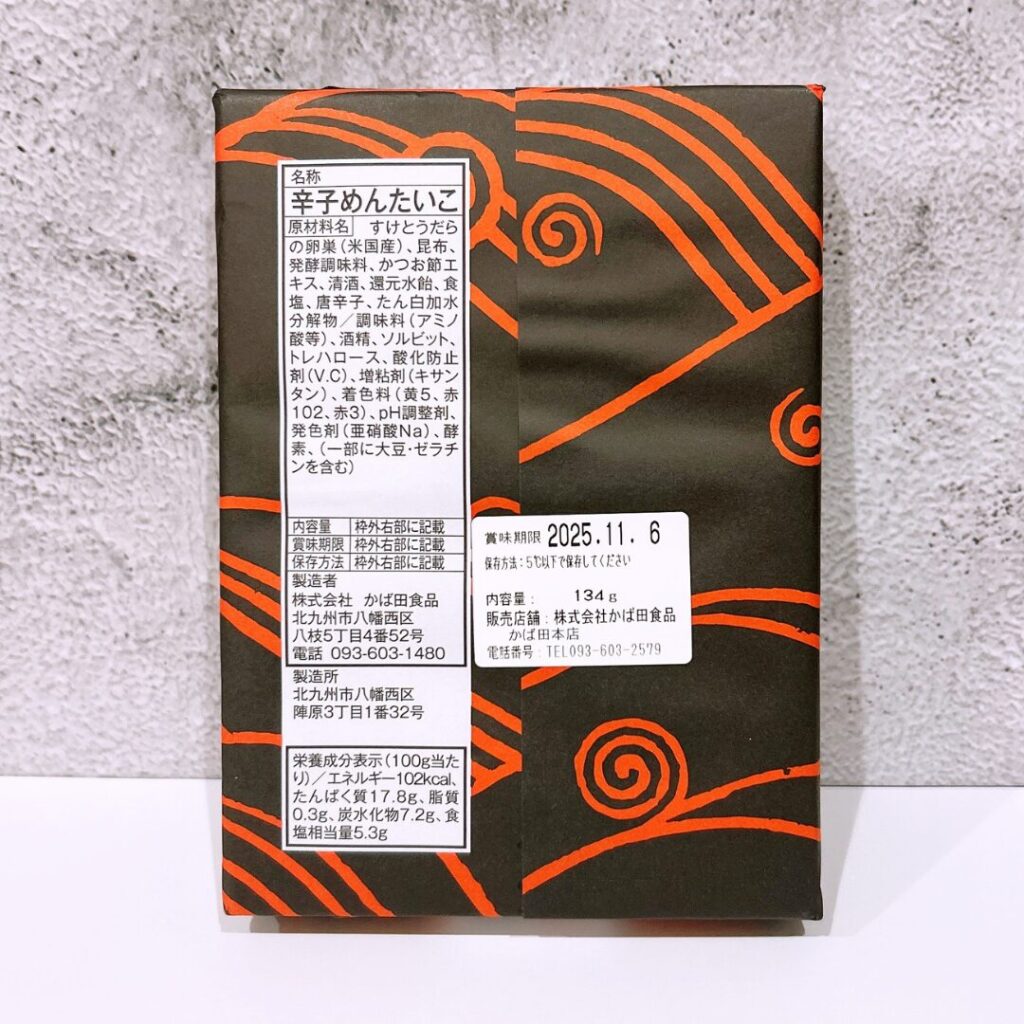 名称
辛子めんたいこ
原材料名 すけとうだら
の卵巣(米国産)、昆布、
発酵調味料、かつお節エ
キス、清酒、還元水飴、食
塩、唐辛子、たん白加水
分解物／調味料(アミノ
酸等)、酒精、ソルビット、
トレハロース、酸化防止
剤(V.C)、増粘剤(キサン
タン)、着色料(黄5、赤
102、赤3)、pH調整剤、
発色剤(亜硝酸Na)、酵
素、(一部に大豆・ゼラチ
ンを含む)
内容量 枠外右部に記載
賞味期限 枠外右部に記載
保存方法 枠外右部に記載
製造者
株式会社 かば田食品
北九州市八幡西区
八枝5丁目4番52号
電話 093-603-1480
製造所
北九州市八幡西区
陣原3丁目1番32号
栄養成分表示(100g当た
り)／エネルギー102kcal、
たんぱく質17.8g、脂質
0.3g、炭水化物7.2g、食
塩相当量5.3g
賞味期限 2025.11. 6
保存方法：5℃以下で保存してください
内容量： 134g
販売店舗：株式会社かば田食品
かば田本店
電話番号：TEL093-603-2579